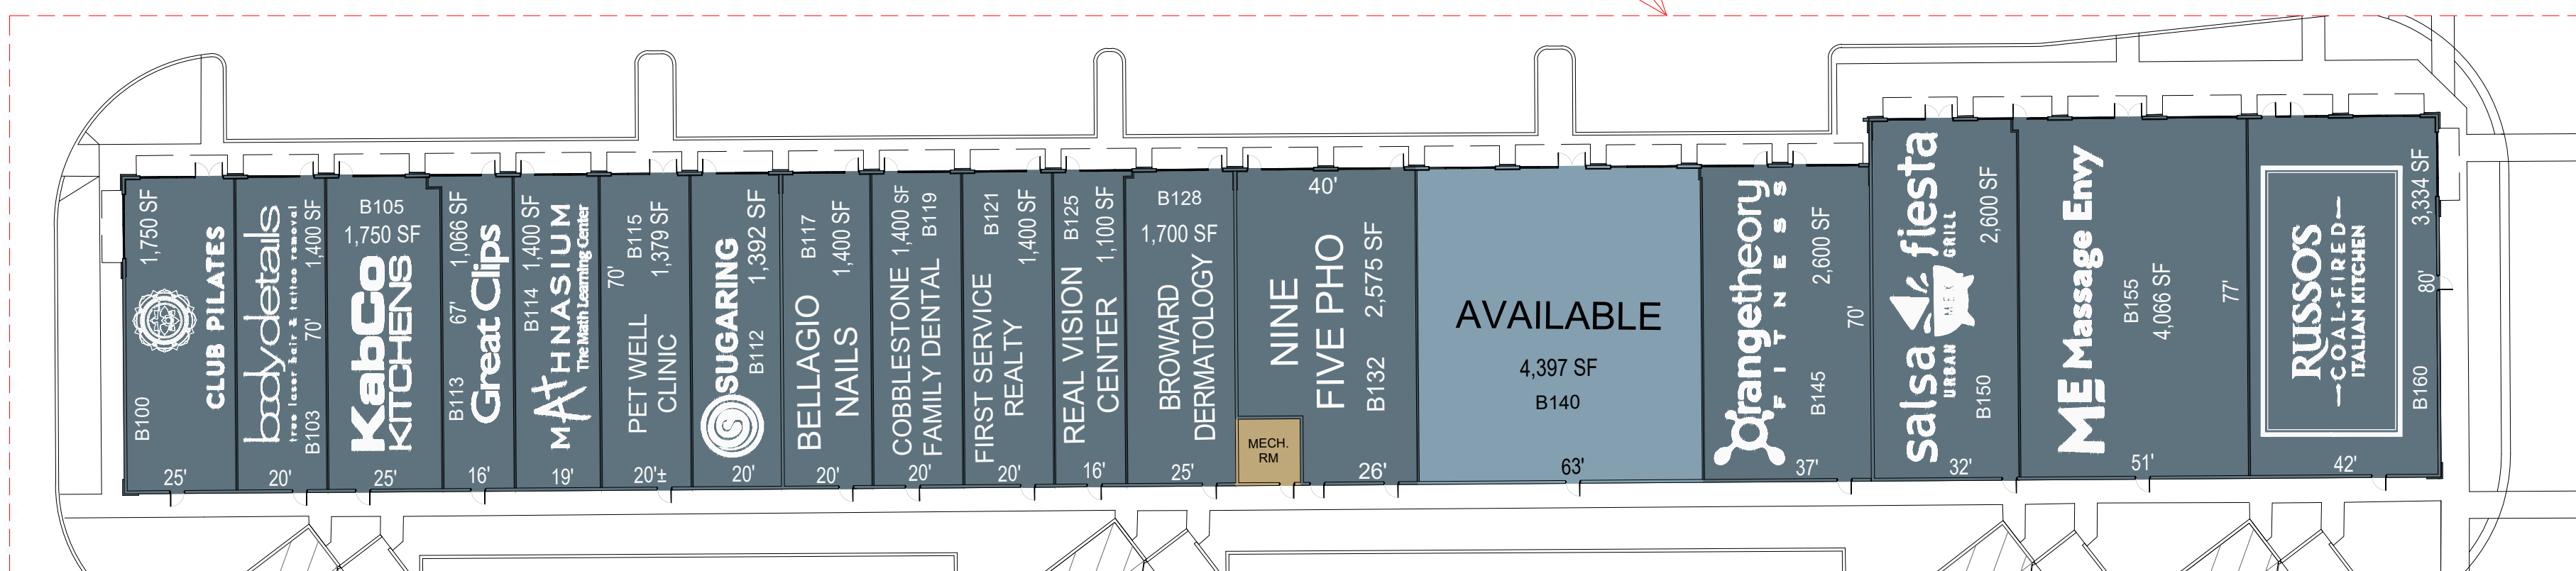 1,750 SF
CLUB PILATES
B100
25'
bodydetails
tree laser hair & tattoo removal
1,400 SF
70'
B103
20'
B105
1,750 SF
KabCo
KITCHENS
25'
1,066 SF
67'
B113
Great Clips
16'
1,400 SF
B114
MATHNASIUM
The Math Learning Center
19'
70'
B115
1,379 SF
PET WELL
CLINIC
20'±
SUGARING
1,392 SF
B112
20'
B117
1,400 SF
BELLAGIO
NAILS
20'
1,400 SF
B119
COBBLESTONE
FAMILY DENTAL
20'
B121
1,400 SF
FIRST SERVICE
REALTY
20'
B125
1,100 SF
REAL VISION
CENTER
16'
B128
1,700 SF
BROWARD
DERMATOLOGY
25'
MECH.
RM
40'
NINE
FIVE PHO
2,575 SF
B132
26'
AVAILABLE
4,397 SF
B140
63'
orangetheory
FITNESS
2,600 SF
B145
70'
37'
salsa fiesta
URBAN MEX GRILL
2,600 SF
B150
32'
ME Massage Envy
B155
4,066 SF
77'
51'
RUSSO'S
COAL-FIRED
ITALIAN KITCHEN
3,334 SF
80'
B160
42'